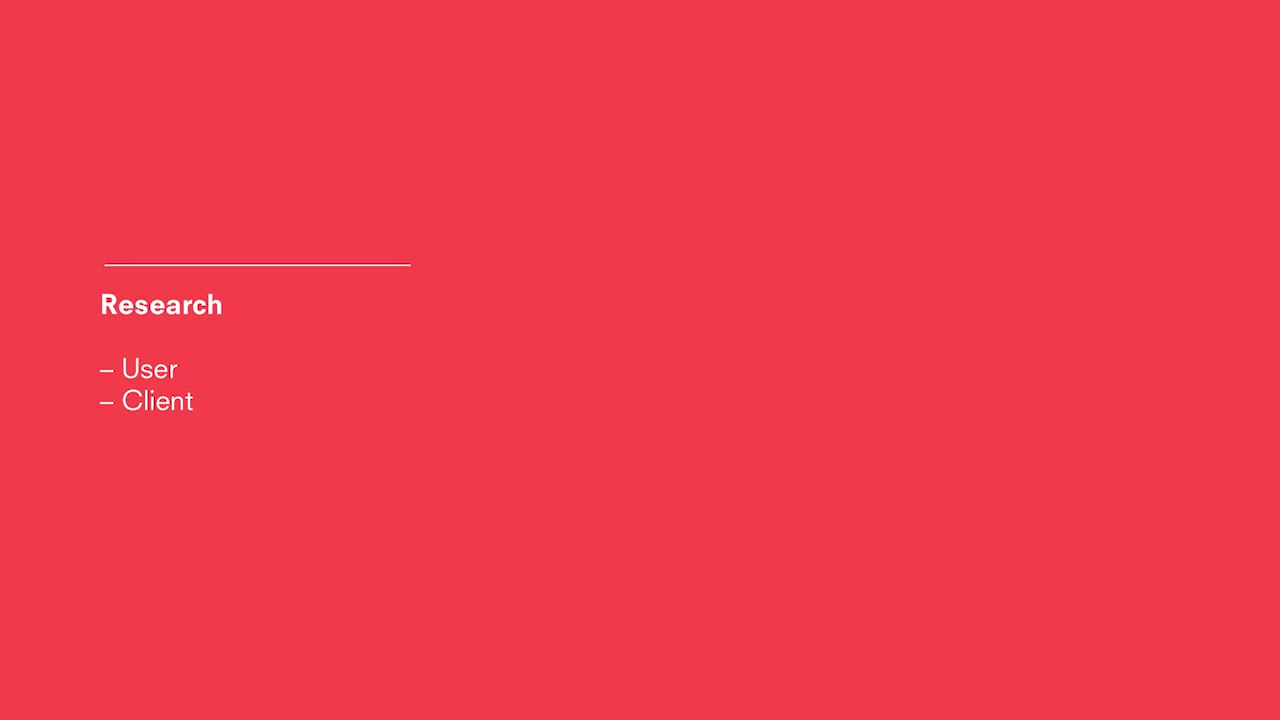 Research
– User
– Client